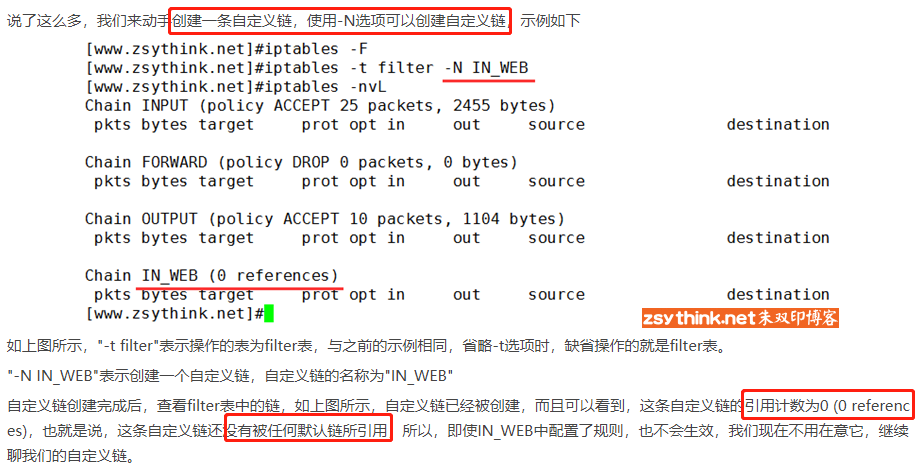 说了这么多，我们来动手创建一条自定义链，使用-N选项可以创建自定义链，示例如下
[www.zsythink.net]#iptables -F
[www.zsythink.net]#iptables -t filter -N IN_WEB
[www.zsythink.net]#iptables -nvL
Chain INPUT (policy ACCEPT 25 packets, 2455 bytes)
pkts bytes target prot opt in out source destination
Chain FORWARD (policy DROP 0 packets, 0 bytes)
pkts bytes target prot opt in out source destination
Chain OUTPUT (policy ACCEPT 10 packets, 1104 bytes)
pkts bytes target prot opt in out source destination
Chain IN_WEB (0 references)
pkts bytes target prot opt in out source destination
[www.zsythink.net]#
zsythink.net朱双印博客
如上图所示，"-t filter"表示操作的表为filter表，与之前的示例相同，省略-t选项时，缺省操作的就是filter表。
"-N IN_WEB"表示创建一个自定义链，自定义链的名称为"IN_WEB"
自定义链创建完成后，查看filter表中的链，如上图所示，自定义链已经被创建，而且可以看到，这条自定义链的引用计数为0 (0 referenc
es)，也就是说，这条自定义链还没有被任何默认链所引用 所以，即使IN_WEB中配置了规则，也不会生效，我们现在不用在意它，继续
聊我们的自定义链。